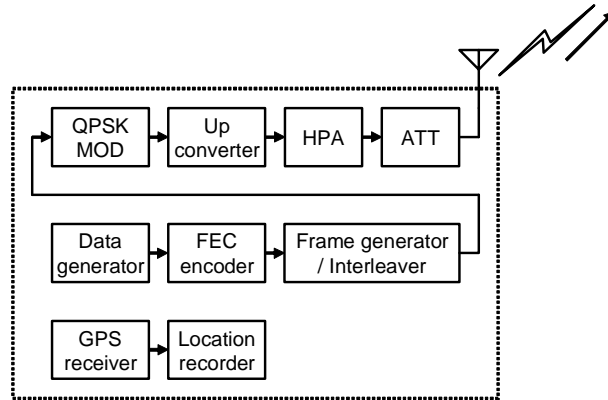 QPSK
MOD
Up
converter
HPA
ATT
Data
generator
FEC
encoder
Frame generator
/ Interleaver
GPS
receiver
Location
recorder